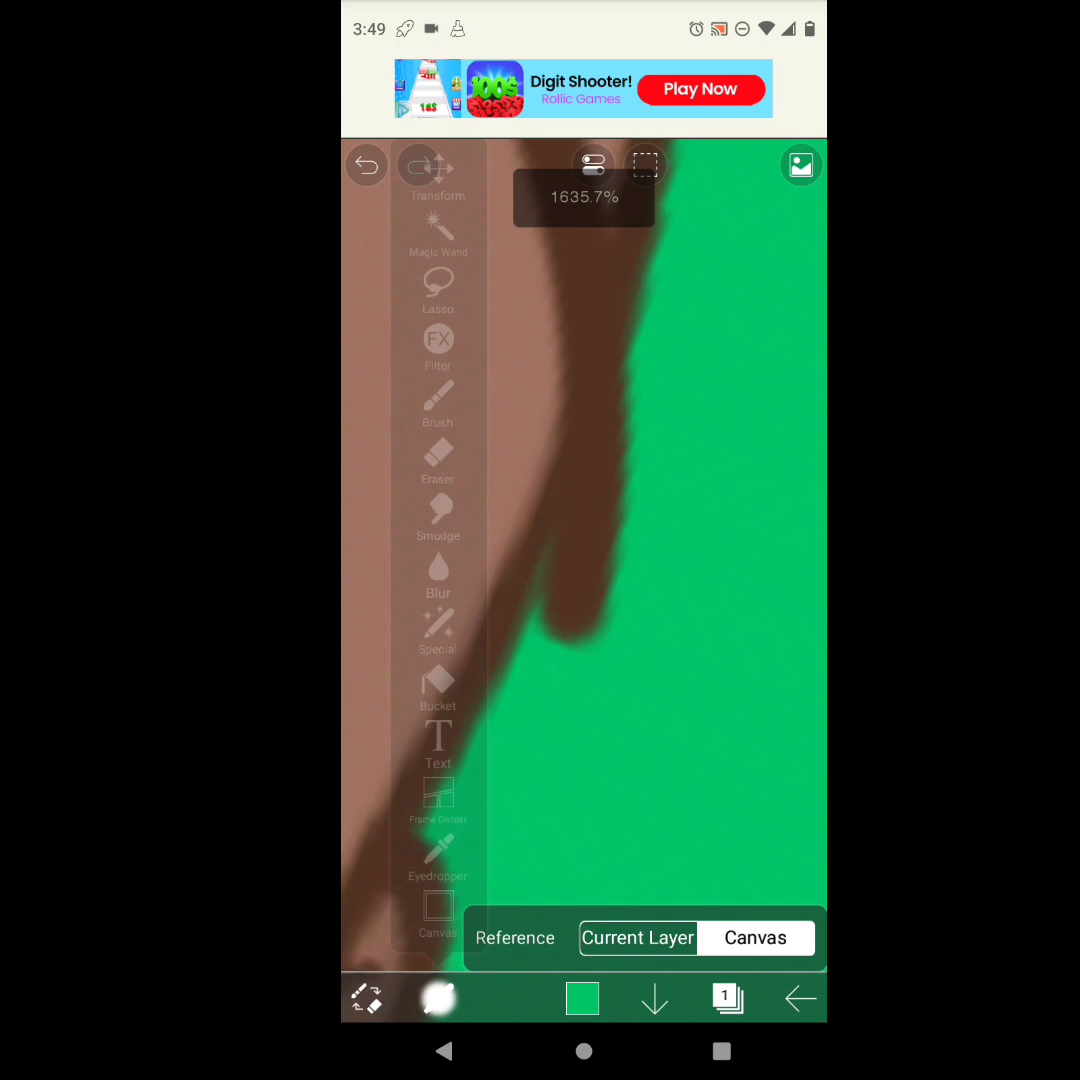 3:49
Digit Shooter!
Rollic Games
Play Now
Transform
1635.7%
Magic Wand
Lasso
FX
Filter
Brush
Eraser
Smudge
Blur
Special
Bucket
T
Text
Frame Divider
Eyedropper
Canvas
Reference Current Layer Canvas
1